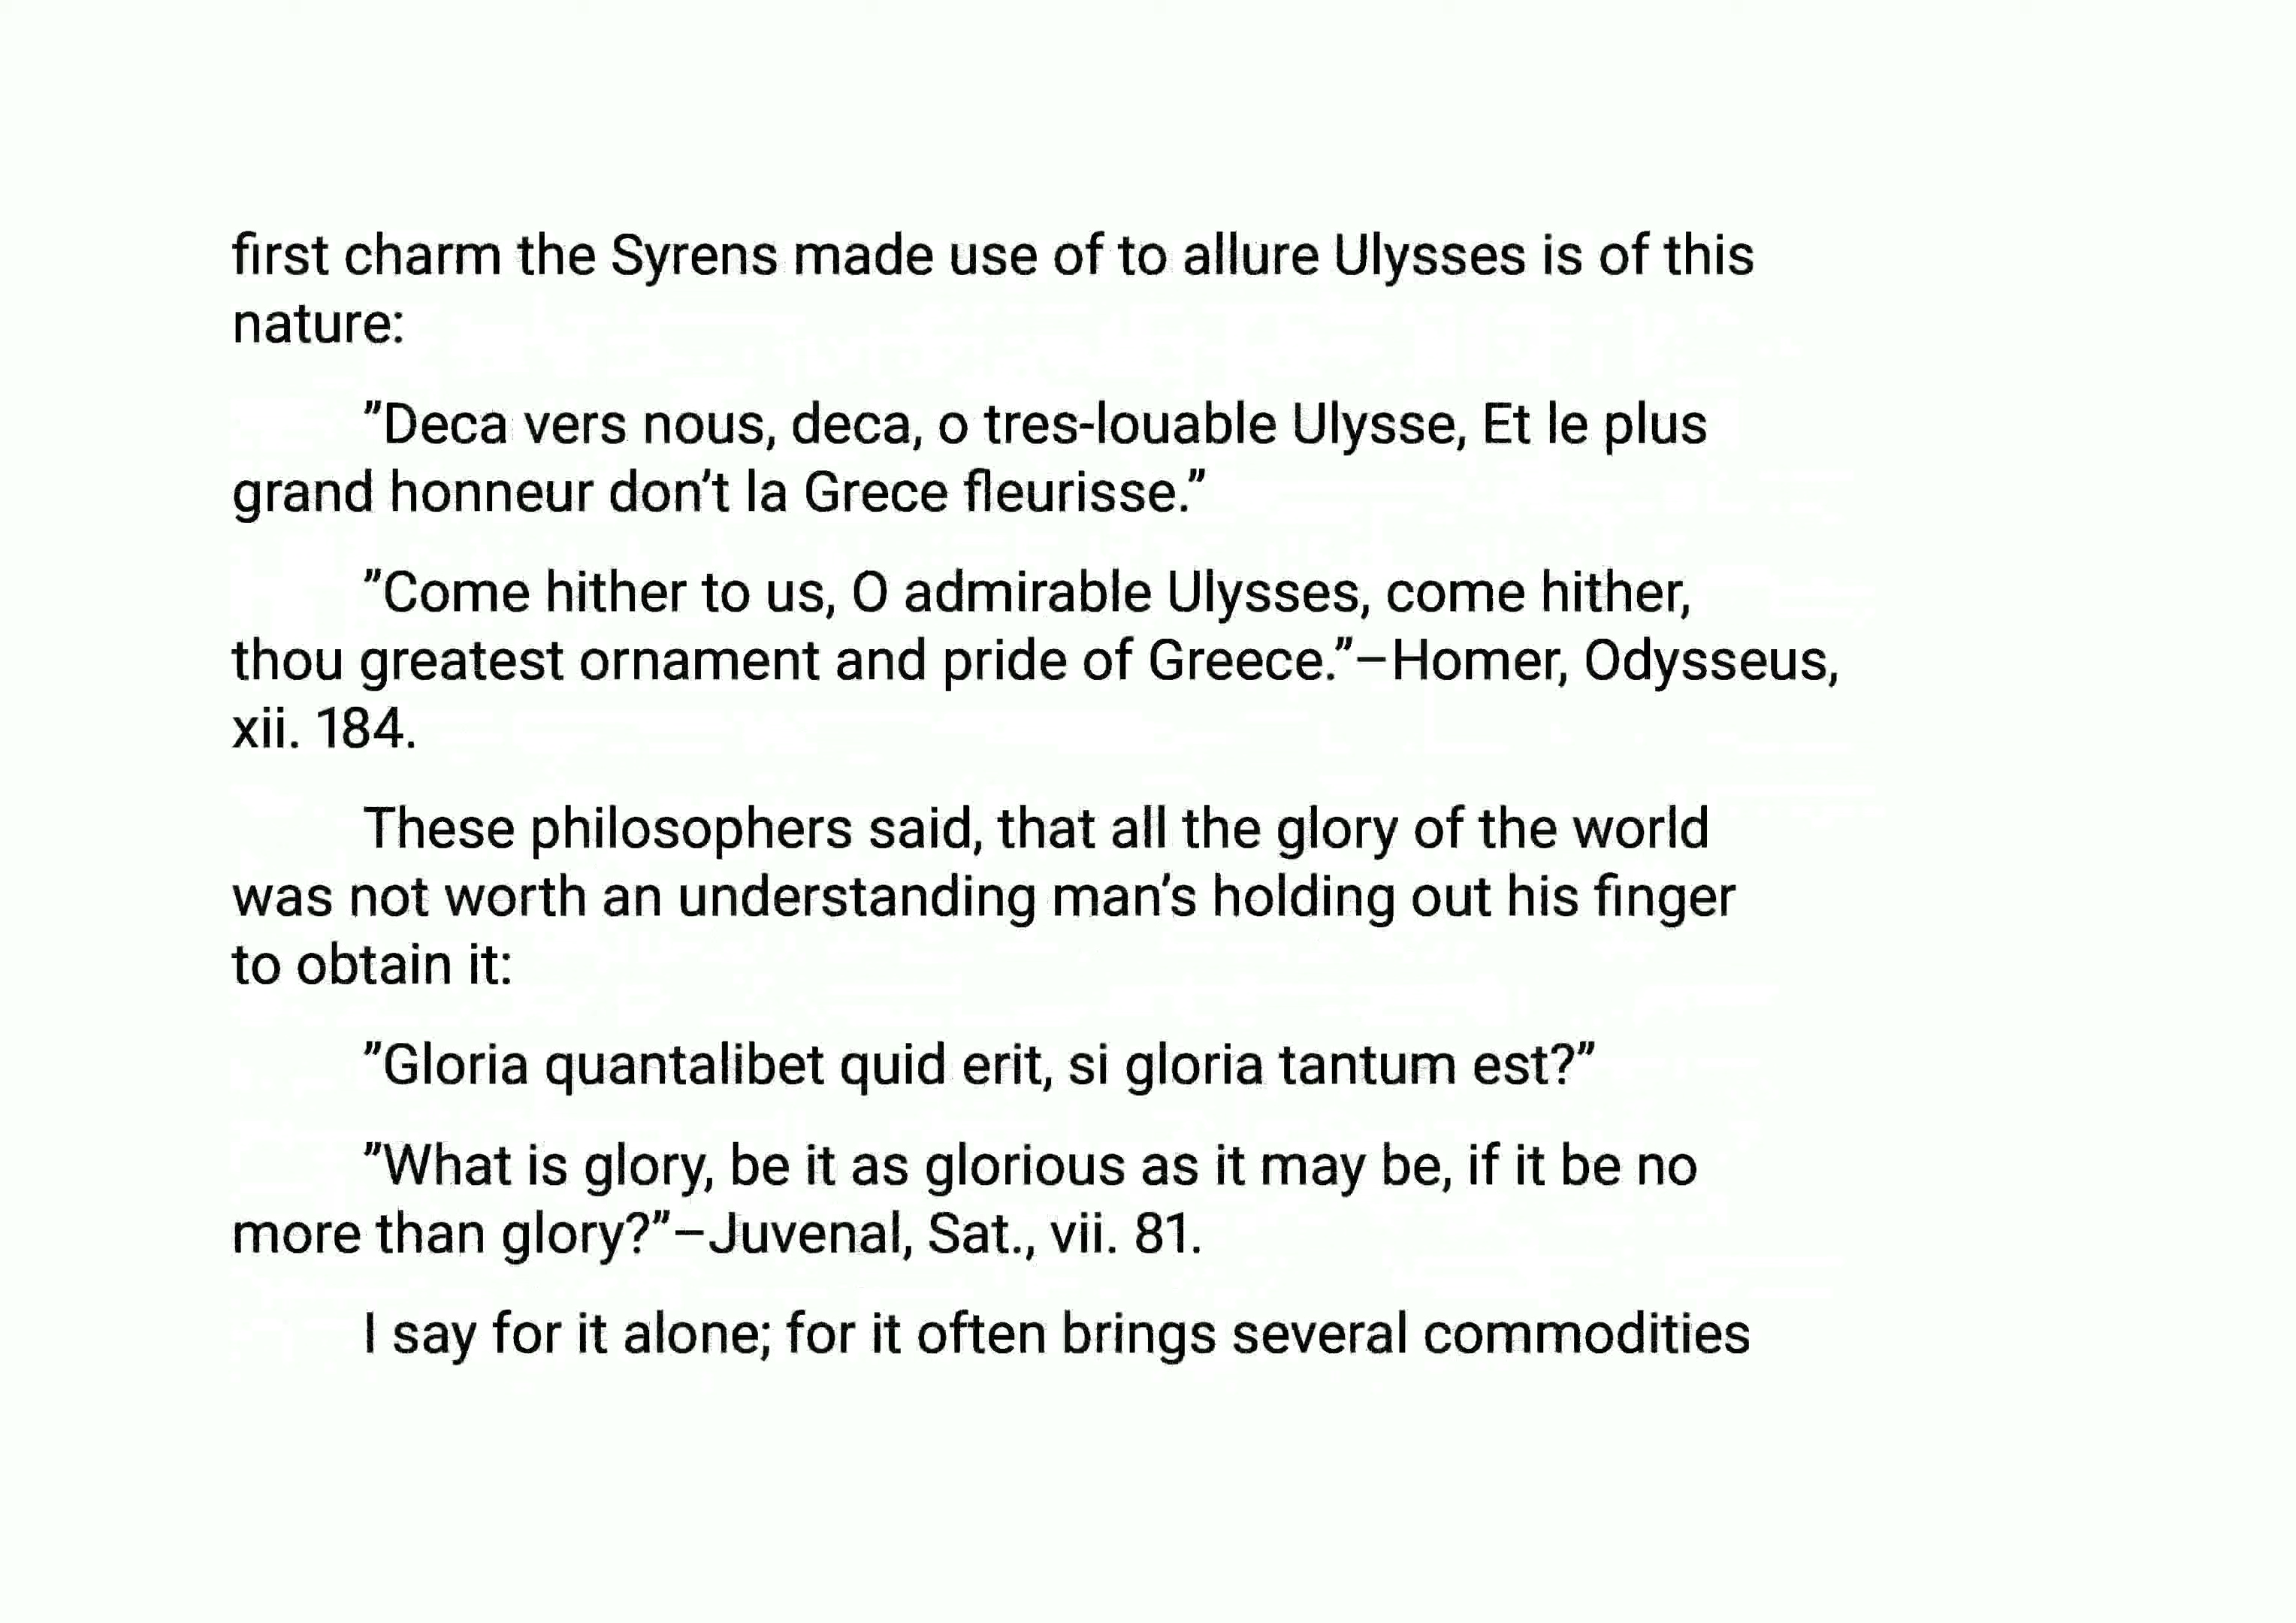 first charm the Syrens made use of to allure Ulysses is of this
nature:
”Deca vers nous, deca, o tres-louable Ulysse, Et le plus
grand honneur don’t la Grece fleurisse.”
”Come hither to us, O admirable Ulysses, come hither,
thou greatest ornament and pride of Greece.”–Homer, Odysseus,
xii. 184.
These philosophers said, that all the glory of the world
was not worth an understanding man’s holding out his finger
to obtain it:
”Gloria quantalibet quid erit, si gloria tantum est?”
”What is glory, be it as glorious as it may be, if it be no
more than glory?”–Juvenal, Sat., vii. 81.
I say for it alone; for it often brings several commodities